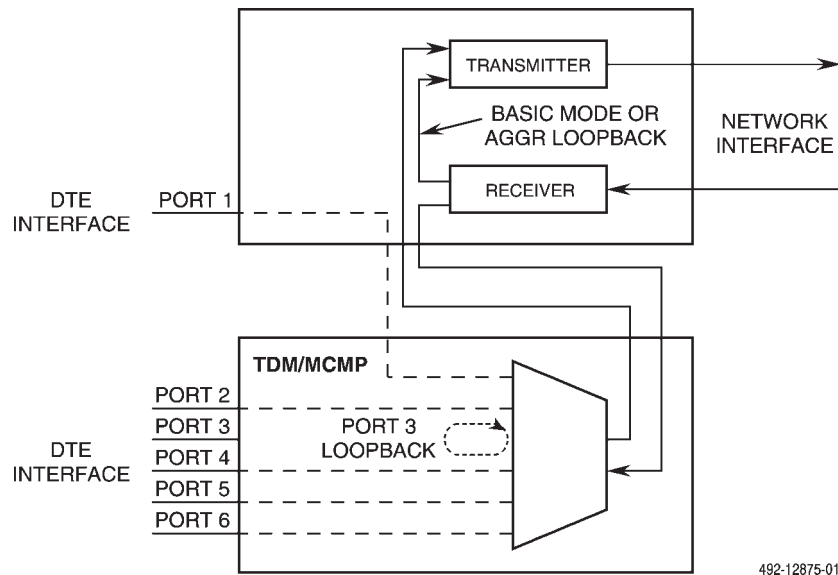 TRANSMITTER
BASIC MODE OR
AGGR LOOPBACK
NETWORK
INTERFACE
RECEIVER
DTE
INTERFACE
PORT 1
TDM/MCMP
PORT 2
PORT 3
PORT 4
PORT 5
PORT 6
DTE
INTERFACE
PORT 3
LOOPBACK
492-12875-01